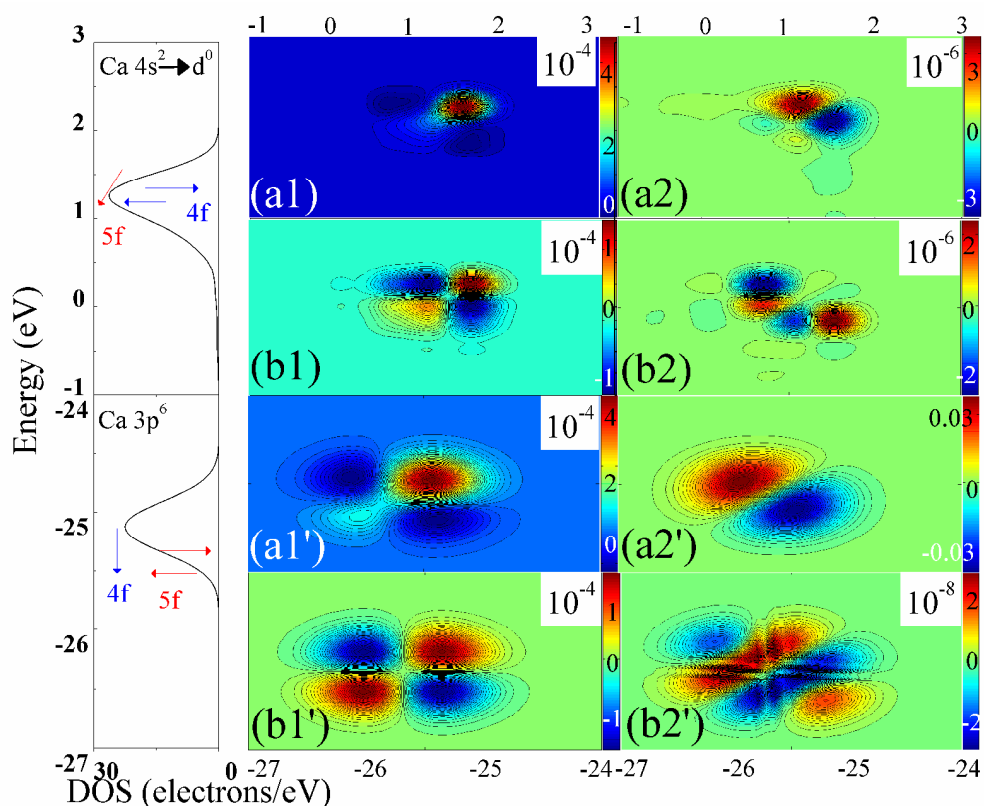 -1 0 1 2 3
-1 0 1 2 3
3
2
1
0
-1
-24
-25
-26
-27
Energy (eV)
Ca 4s² → d⁰
4f
5f
Ca 3p⁶
4f
5f
30 0
DOS (electrons/eV)
(a1)
10⁻⁴
4
2
0
(a2)
10⁻⁶
3
0
-3
(b1)
10⁻⁴
1
0
-1
(b2)
10⁻⁶
2
0
-2
(a1')
10⁻⁴
4
2
0
(a2')
0.03
0
-0.03
(b1')
10⁻⁴
1
0
-1
(b2')
10⁻⁸
2
0
-2
-27 -26 -25 -24
-27 -26 -25 -24